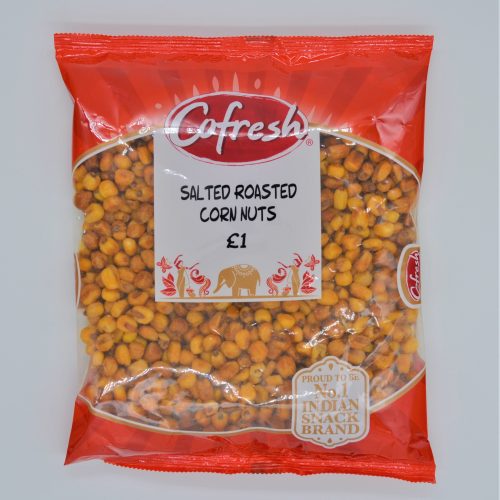 Cofresh®
SALTED ROASTED
CORN NUTS
£1
Cofresh
PROUD TO BE
No.1
INDIAN
SNACK
BRAND